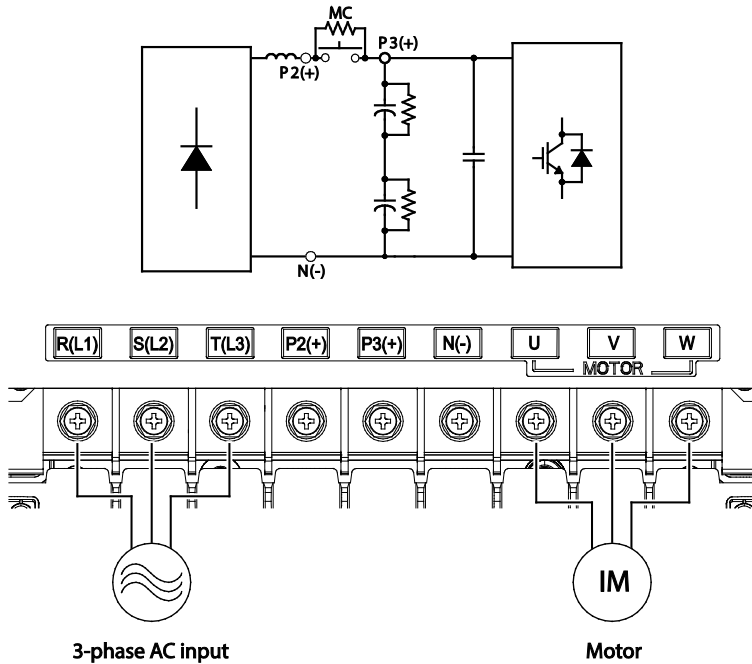 MC
P3(+)
P2(+)
N(-)
R(L1) S(L2) T(L3) P2(+) P3(+) N(-) U V W
MOTOR
IM
3-phase AC input Motor